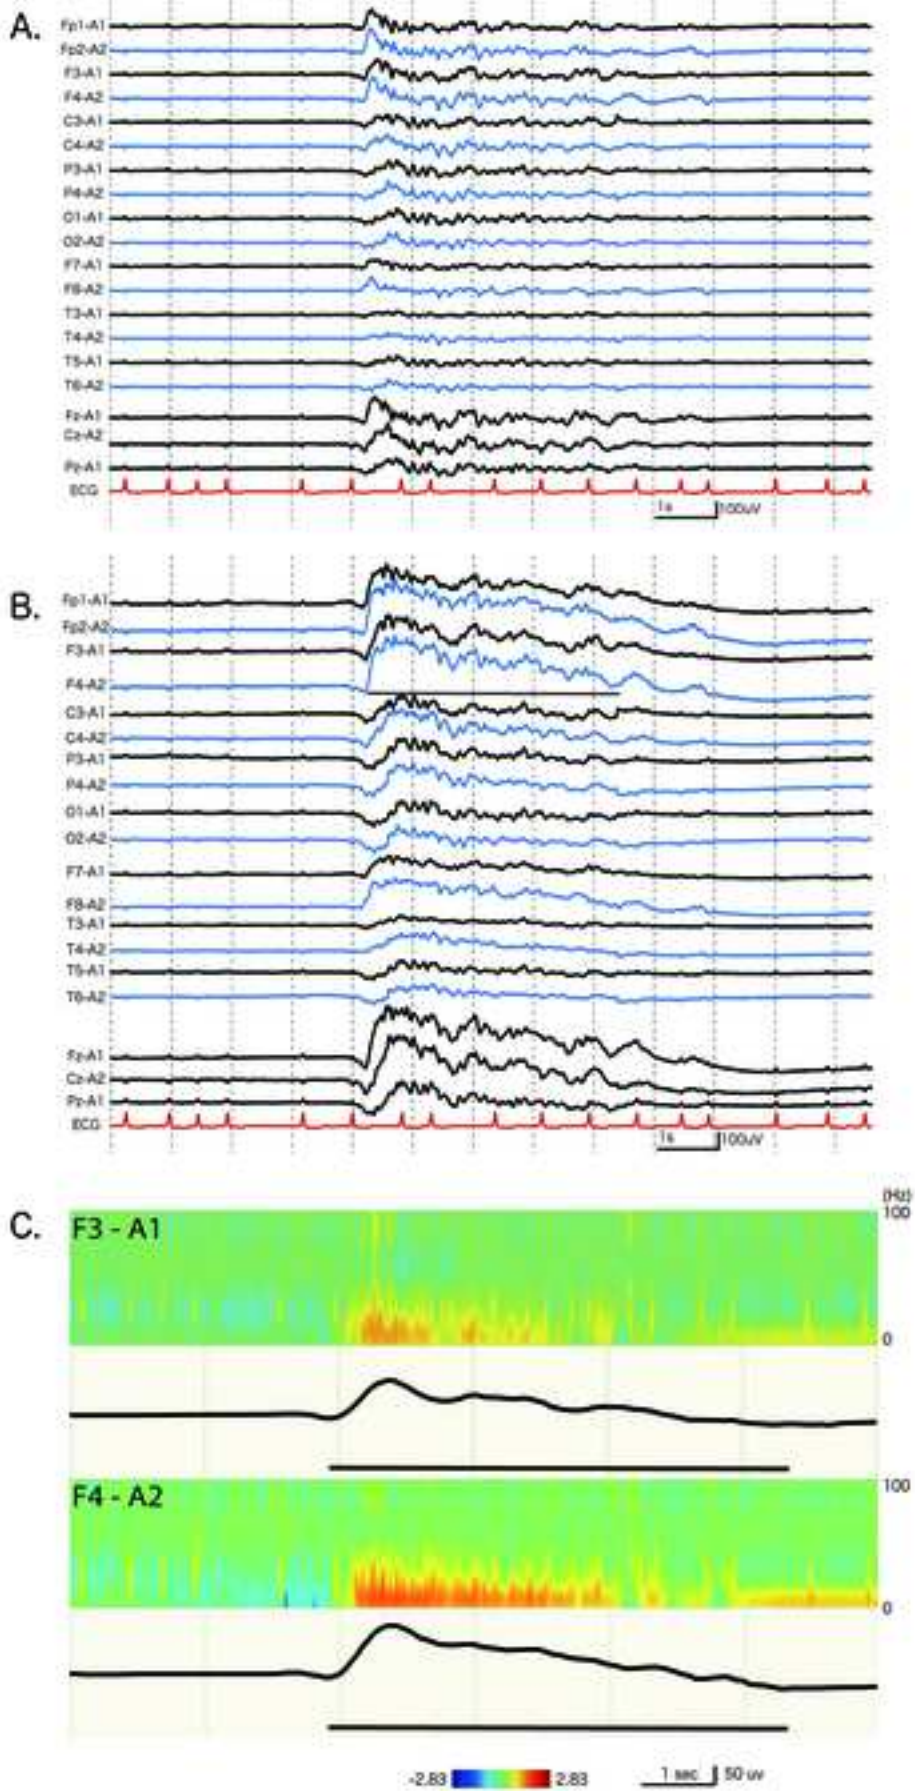 A.
Fp1-A1
Fp2-A2
F3-A1
F4-A2
C3-A1
C4-A2
P3-A1
P4-A2
O1-A1
O2-A2
F7-A1
F8-A2
T3-A1
T4-A2
T5-A1
T6-A2
Fz-A1
Cz-A2
Pz-A1
ECG
1s 100uV
B.
Fp1-A1
Fp2-A2
F3-A1
F4-A2
C3-A1
C4-A2
P3-A1
P4-A2
O1-A1
O2-A2
F7-A1
F8-A2
T3-A1
T4-A2
T5-A1
T6-A2
Fz-A1
Cz-A2
Pz-A1
ECG
1s 100uV
C.
(Hz)
F3 - A1 100
0
F4 - A2 100
0
-2.83 2.83 1 sec 50 uv